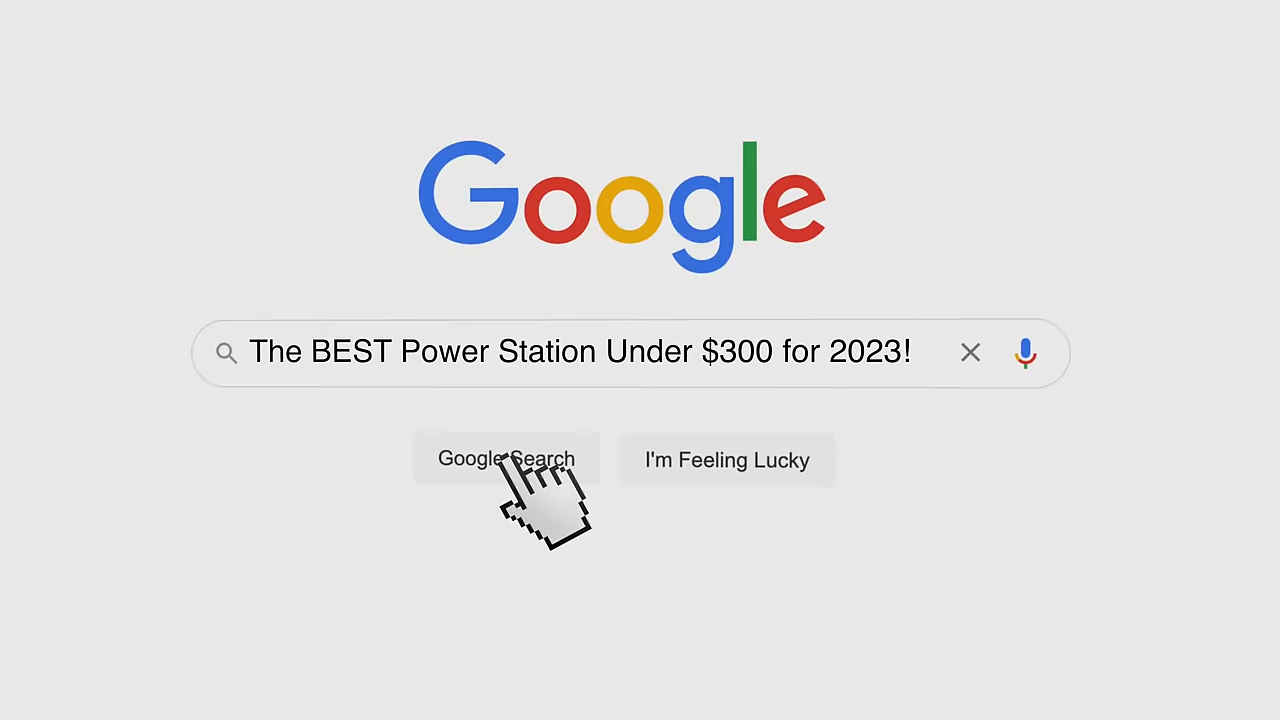 Google
The BEST Power Station Under $300 for 2023!
Google Search
I'm Feeling Lucky